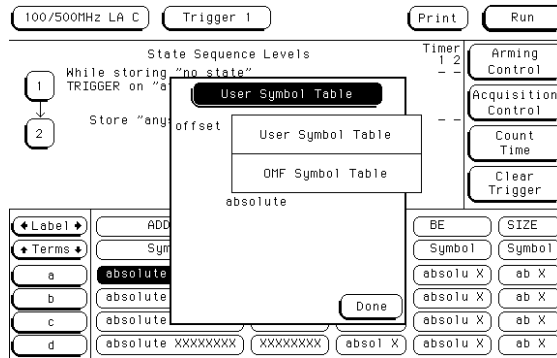 100/500MHz LA C Trigger 1 Print Run
State Sequence Levels Timer
1 2
Arming Control
While storing "no state"
1 TRIGGER on "a - -
Acquisition Control
2 Store "any - -
Count Time
Clear Trigger
User Symbol Table
offset
User Symbol Table
OMF Symbol Table
absolute
Done
Label ADD BE SIZE
Terms Sym Symbol Symbol
a absolute absolu X ab X
b absolute absolu X ab X
c absolute absolu X ab X
d absolute XXXXXXXX XXXXXXXX absol X absolu X ab X